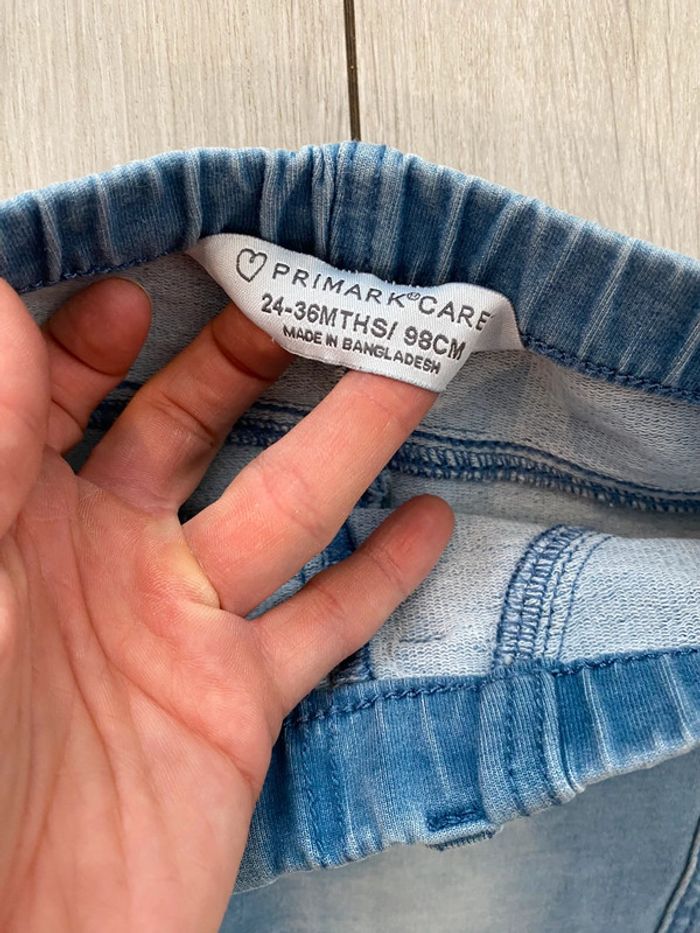 PRIMARK®CARES
24-36MTHS/ 98CM
MADE IN BANGLADESH